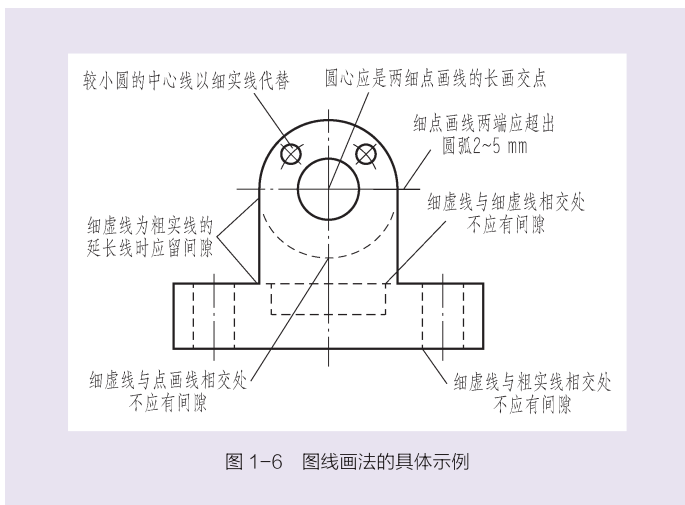 较小圆的中心线以细实线代替
圆心应是两细点画线的长画交点
细点画线两端应超出
圆弧2~5 mm
细虚线与细虚线相交处
不应有间隙
细虚线为粗实线的
延长线时应留间隙
细虚线与点画线相交处
不应有间隙
细虚线与粗实线相交处
不应有间隙
图 1-6 图线画法的具体示例